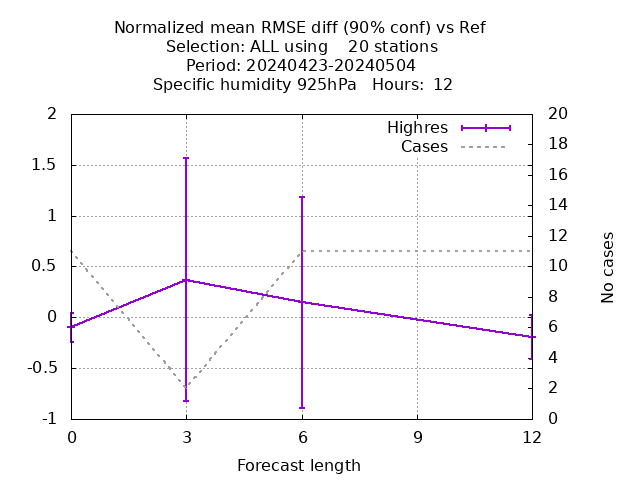 Normalized mean RMSE diff (90% conf) vs Ref
Selection: ALL using    20 stations
Period: 20240423-20240504
Specific humidity 925hPa   Hours:  12
Highres
Cases
2
1.5
1
0.5
0
-0.5
-1
20
18
16
14
12
10
8
6
4
2
0
No cases
0 3 6 9 12
Forecast length